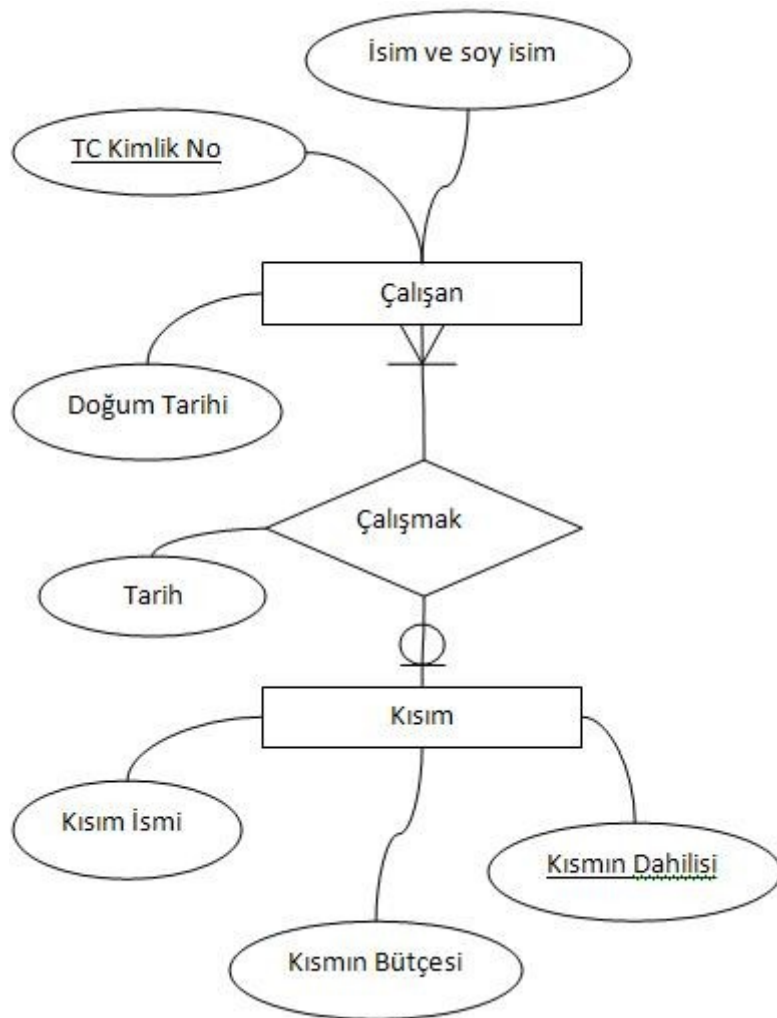 İsim ve soy isim
TC Kimlik No
Çalışan
Doğum Tarihi
Çalışmak
Tarih
Kısım
Kısım İsmi
Kısmın Dahilisi
Kısmın Bütçesi